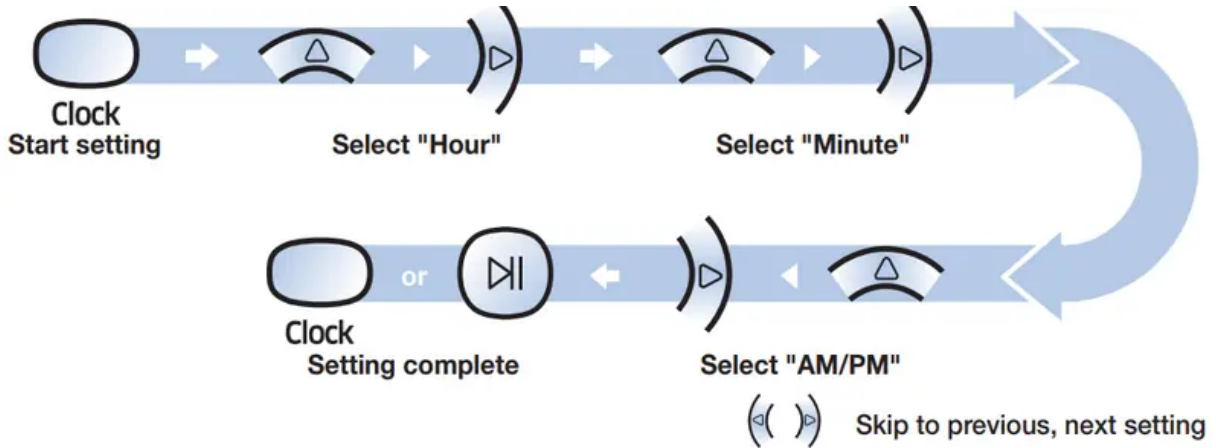 Clock
Start setting
Select "Hour"
Select "Minute"
or
Clock
Setting complete
Select "AM/PM"
Skip to previous, next setting